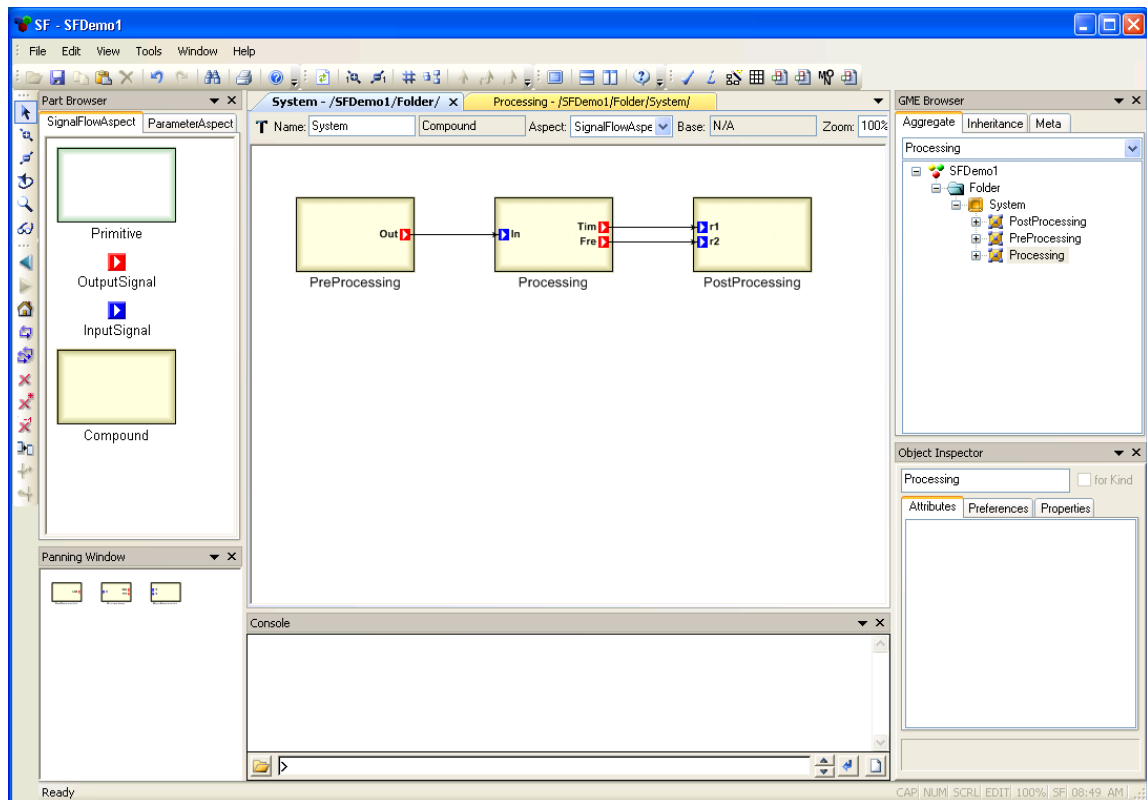 SF - SFDemo1
File Edit View Tools Window Help
Part Browser
SignalFlowAspect ParameterAspect
Primitive
OutputSignal
InputSignal
Compound
Panning Window
System - /SFDemo1/Folder/ Processing - /SFDemo1/Folder/System/
Name: System Compound Aspect: SignalFlowAspe Base: N/A Zoom: 100%
Out In Tim r1
Fre r2
PreProcessing Processing PostProcessing
Console
>
GME Browser
Aggregate Inheritance Meta
Processing
SFDemo1
Folder
System
PostProcessing
PreProcessing
Processing
Object Inspector
Processing for Kind
Attributes Preferences Properties
Ready CAP NUM SCRL EDIT 100% SF 08:49 AM